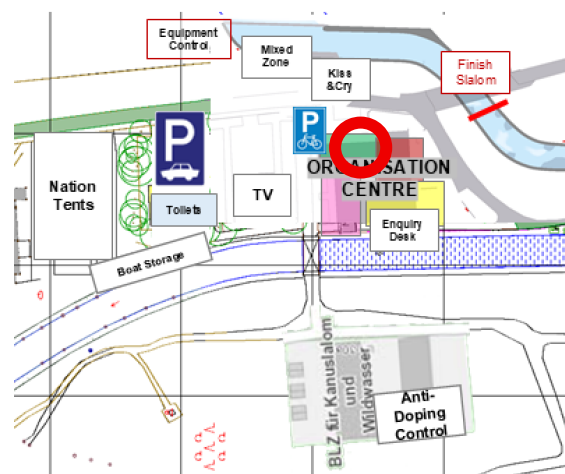 Equipment
Control
Mixed
Zone
Kiss
&Cry
Finish
Slalom
P
P
ORGANISATION
CENTRE
Nation
Tents
Toilets
TV
Enquiry
Desk
Boat Storage
BLZ für Kanuslalom
und
Wildwasser
Anti-
Doping
Control